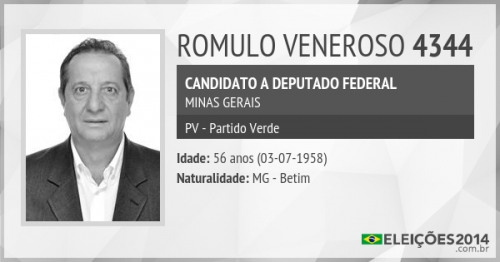 ROMULO VENEROSO 4344
CANDIDATO A DEPUTADO FEDERAL
MINAS GERAIS
PV - Partido Verde
Idade: 56 anos (03-07-1958)
Naturalidade: MG - Betim
ELEIÇÕES2014
.com.br